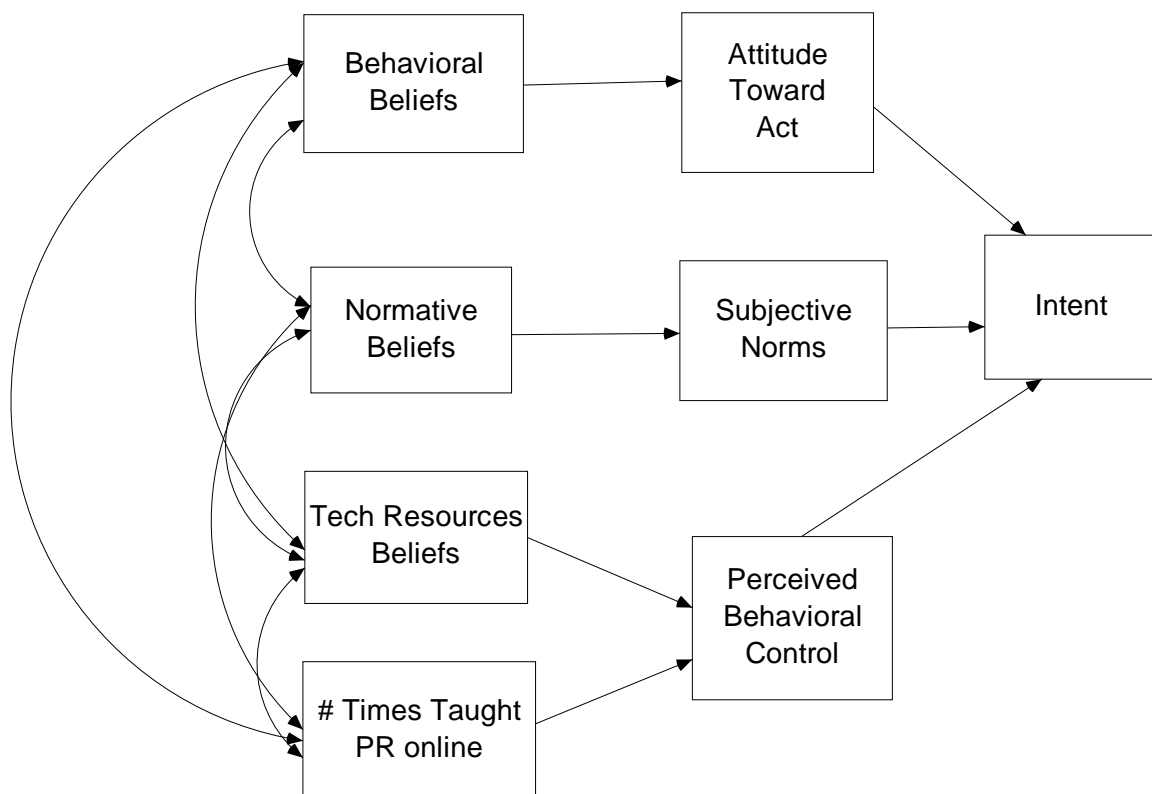 Behavioral
Beliefs
Attitude
Toward
Act
Normative
Beliefs
Subjective
Norms
Intent
Tech Resources
Beliefs
Perceived
Behavioral
Control
# Times Taught
PR online